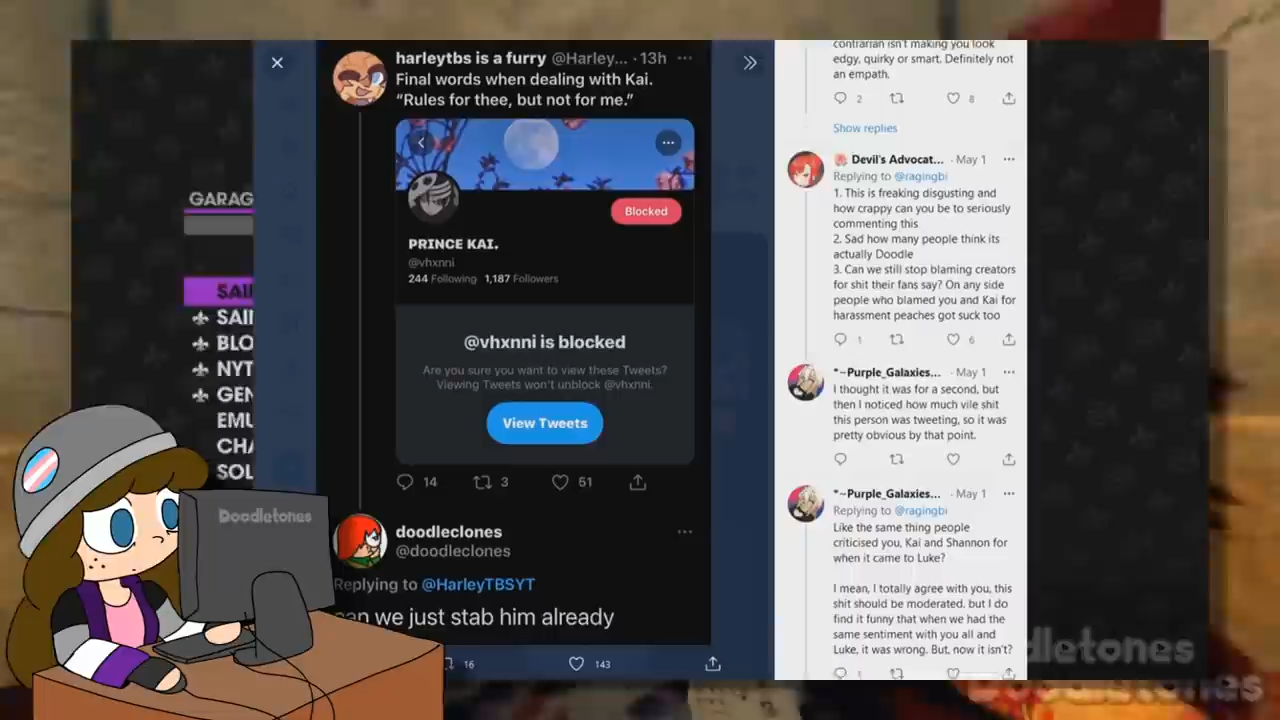 GARAG
SAI
SAI
BLO
NYT
GEN
EMU
CHA
SOL
harleytbs is a furry @Harley... · 13h
Final words when dealing with Kai.
“Rules for thee, but not for me.”
Blocked
PRINCE KAI.
@vhxnni
244 Following 1,187 Followers
@vhxnni is blocked
Are you sure you want to view these Tweets?
Viewing Tweets won't unblock @vhxnni.
View Tweets
14 3 51
doodleclones
@doodleclones
Replying to @HarleyTBSYT
can we just stab him already
16 143
contrarian isn't making you look
edgy, quirky or smart. Definitely not
an empath.
2 8
Show replies
Devil's Advocat... · May 1
Replying to @ragingbi
1. This is freaking disgusting and
how crappy can you be to seriously
commenting this
2. Sad how many people think its
actually Doodle
3. Can we still stop blaming creators
for shit their fans say? On any side
people who blamed you and Kai for
harassment peaches got suck too
1 6
*~Purple_Galaxies... · May 1
I thought it was for a second, but
then I noticed how much vile shit
this person was tweeting, so it was
pretty obvious by that point.
*~Purple_Galaxies... · May 1
Replying to @ragingbi
Like the same thing people
criticised you, Kai and Shannon for
when it came to Luke?
I mean, I totally agree with you, this
shit should be moderated. but I do
find it funny that when we had the
same sentiment with you all and
Luke, it was wrong. But, now it isn't?
Doodletones
dletones
Doodletones